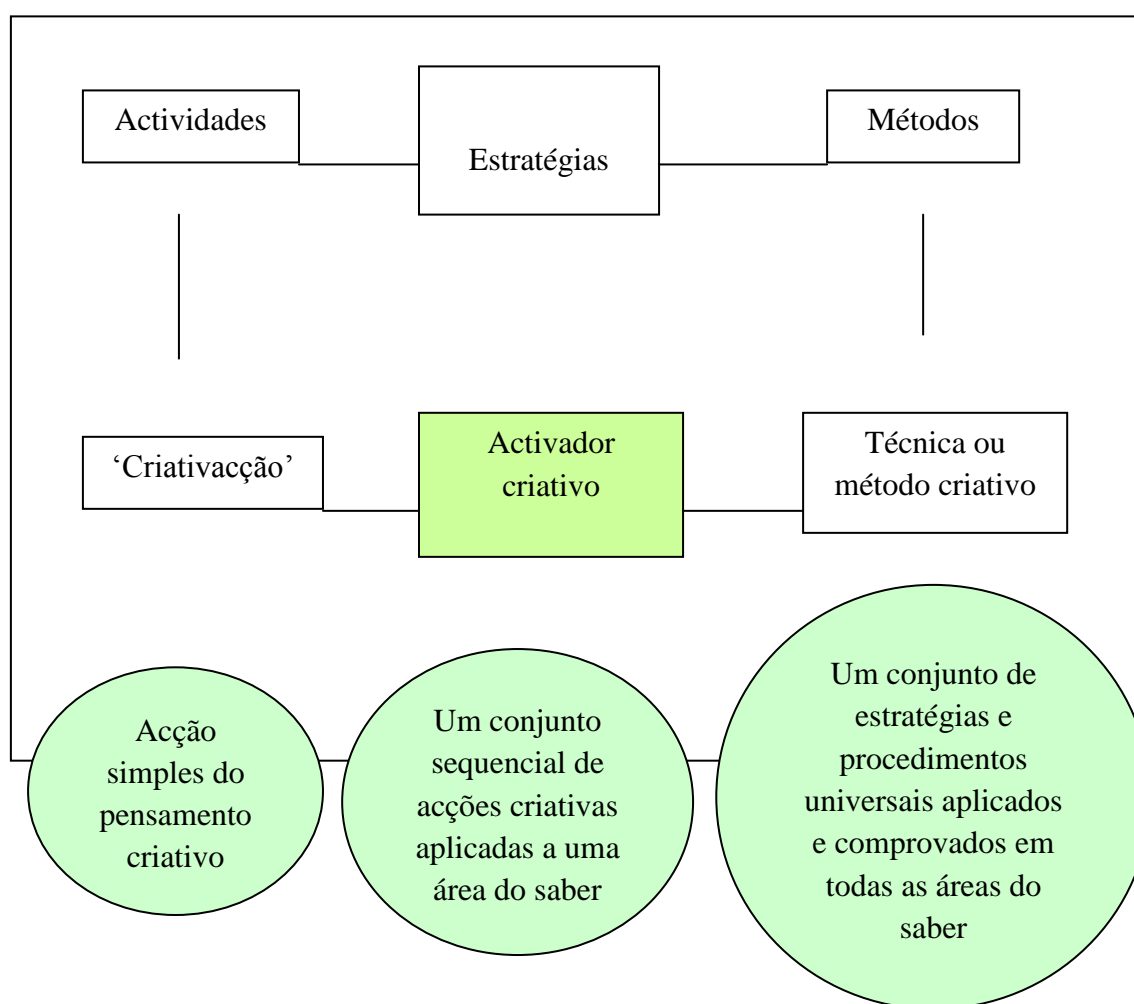 Actividades
Estratégias
Métodos
‘Criativacção’
Activador
criativo
Técnica ou
método criativo
Acção
simples do
pensamento
criativo
Um conjunto
sequencial de
acções criativas
aplicadas a uma
área do saber
Um conjunto de
estratégias e
procedimentos
universais aplicados
e comprovados em
todas as áreas do
saber